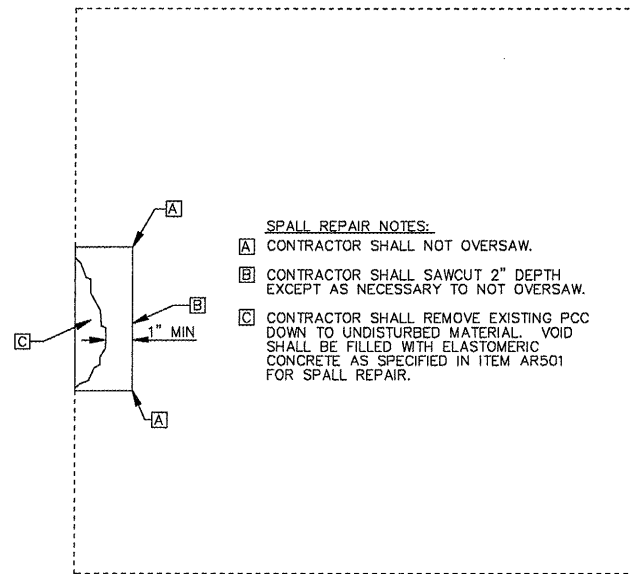 A
SPALL REPAIR NOTES:
A CONTRACTOR SHALL NOT OVERSAW.
B CONTRACTOR SHALL SAWCUT 2" DEPTH
EXCEPT AS NECESSARY TO NOT OVERSAW.
B
C CONTRACTOR SHALL REMOVE EXISTING PCC
DOWN TO UNDISTURBED MATERIAL. VOID
SHALL BE FILLED WITH ELASTOMERIC
CONCRETE AS SPECIFIED IN ITEM AR501
FOR SPALL REPAIR.
1" MIN
C
A